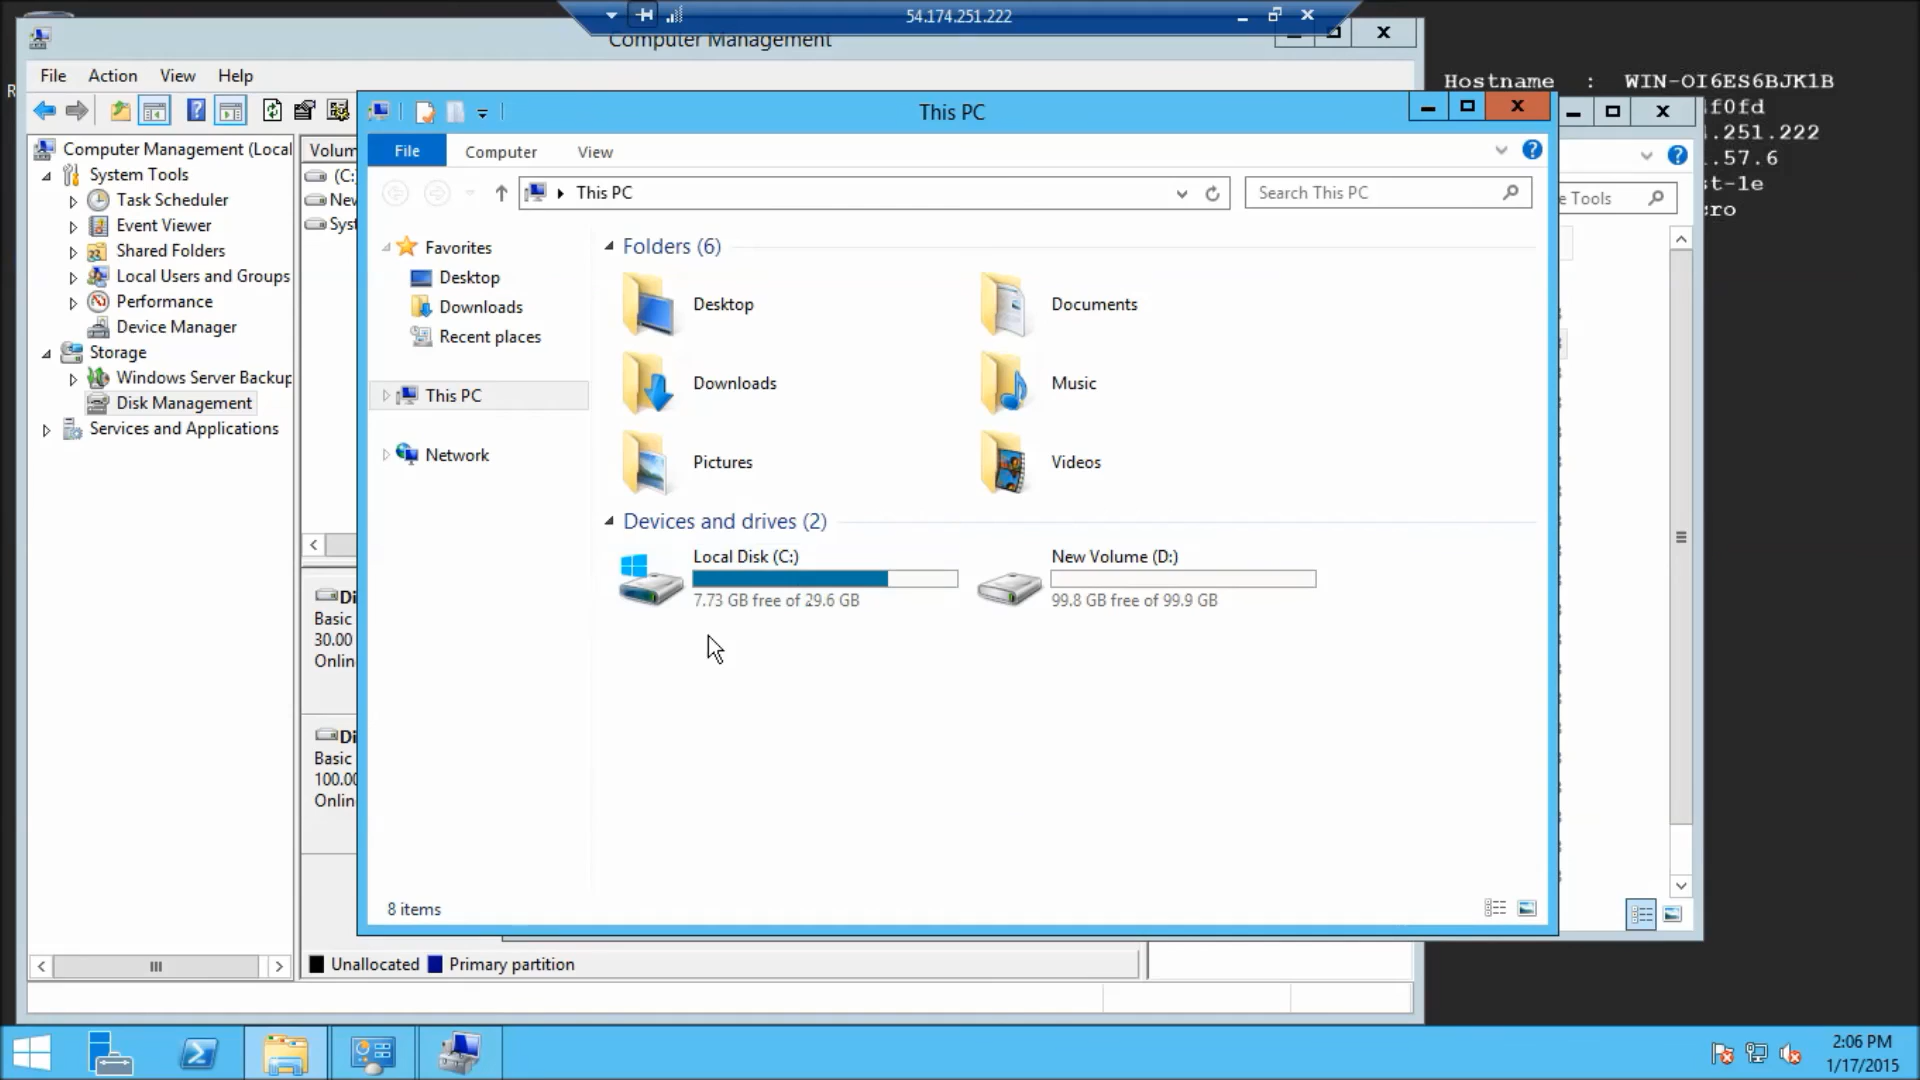 54.174.251.222
Computer Management
File Action View Help
Hostname : WIN-OI6ES6BJK1B
f0fd
.251.222
.57.6
st-1e
cro
This PC
File Computer View
This PC
Search This PC
e Tools
Computer Management (Local
System Tools
Task Scheduler
Event Viewer
Shared Folders
Local Users and Groups
Performance
Device Manager
Storage
Windows Server Backup
Disk Management
Services and Applications
Volum
(C:
New
Syst
Di
Basic
30.00
Onlin
Di
Basic
100.00
Onlin
Favorites
Desktop
Downloads
Recent places
This PC
Network
Folders (6)
Desktop
Documents
Downloads
Music
Pictures
Videos
Devices and drives (2)
Local Disk (C:)
7.73 GB free of 29.6 GB
New Volume (D:)
99.8 GB free of 99.9 GB
8 items
Unallocated Primary partition
2:06 PM
1/17/2015